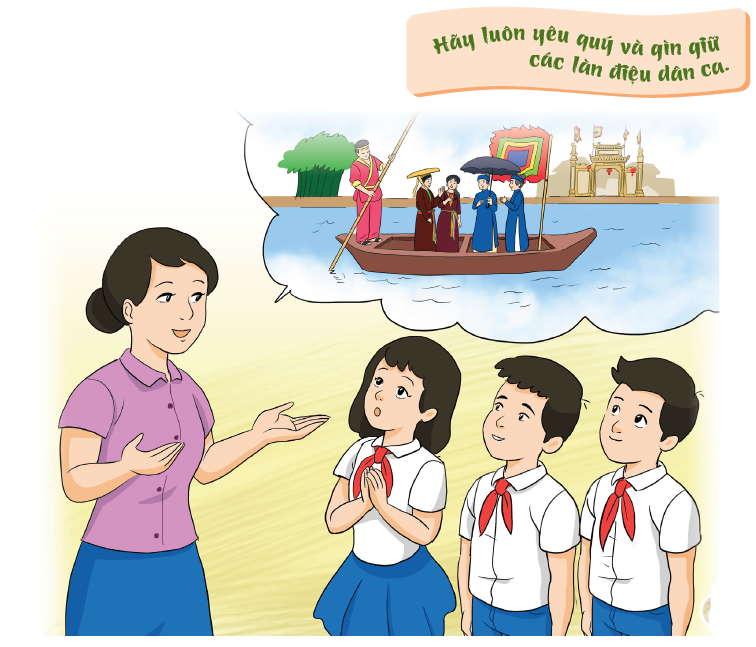 Hãy luôn yêu quý và gìn giữ
các làn điệu dân ca.